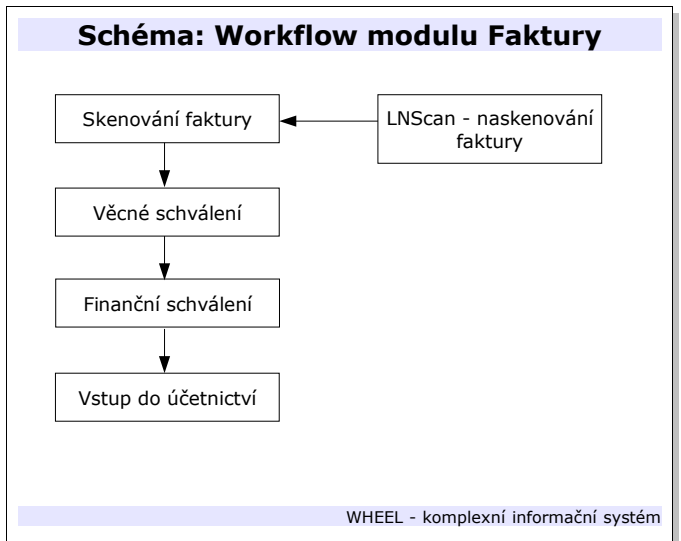 Schéma: Workflow modulu Faktury
Skenování faktury
LNScan - naskenování
faktury
Věcné schválení
Finanční schválení
Vstup do účetnictví
WHEEL - komplexní informační systém